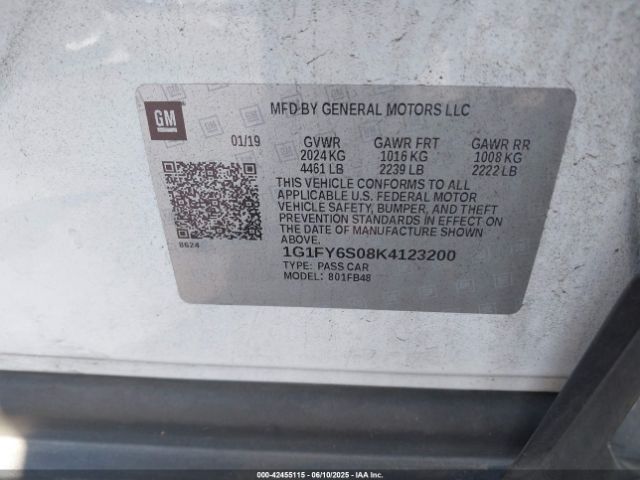 GM
MFD BY GENERAL MOTORS LLC
01/19 GVWR GAWR FRT GAWR RR
2024 KG 1016 KG 1008 KG
4461 LB 2239 LB 2222 LB
THIS VEHICLE CONFORMS TO ALL
APPLICABLE U.S. FEDERAL MOTOR
VEHICLE SAFETY, BUMPER, AND THEFT
PREVENTION STANDARDS IN EFFECT ON
THE DATE OF MANUFACTURE SHOWN
ABOVE.
8624
1G1FY6S08K4123200
TYPE: PASS CAR
MODEL: 801FB48
000-42455115 - 06/10/2025 - IAA Inc.